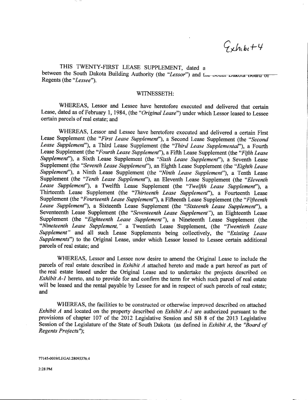 Exhibit 4
THIS TWENTY-FIRST LEASE SUPPLEMENT, dated
between the South Dakota Building Authority (the "Lessor") and
Regents (the "Lessee").
WITNESSETH:
WHEREAS, Lessor and Lessee have heretofore executed and delivered that certain
Lease, dated as of February 1, 1984, (the "Original Lease") under which Lessor leased to Lessee
certain parcels of real estate; and
WHEREAS, Lessor and Lessee have heretofore executed and delivered a certain First
Lease Supplement (the "First Lease Supplement"), a Second Lease Supplement (the "Second
Lease Supplement"), a Third Lease Supplement (the "Third Lease Supplemental"), a Fourth
Lease Supplement (the "Fourth Lease Supplement"), a Fifth Lease Supplement (the "Fifth Lease
Supplement"), a Sixth Lease Supplement (the "Sixth Lease Supplement"), a Seventh Lease
Supplement (the "Seventh Lease Supplement"), an Eighth Lease Supplement (the "Eighth Lease
Supplement"), a Ninth Lease Supplement (the "Ninth Lease Supplement"), a Tenth Lease
Supplement (the "Tenth Lease Supplement"), an Eleventh Lease Supplement (the "Eleventh
Lease Supplement"), a Twelfth Lease Supplement (the "Twelfth Lease Supplement"), a
Thirteenth Lease Supplement (the "Thirteenth Lease Supplement"), a Fourteenth Lease
Supplement (the "Fourteenth Lease Supplement"), a Fifteenth Lease Supplement (the "Fifteenth
Lease Supplement"), a Sixteenth Lease Supplement (the "Sixteenth Lease Supplement"), a
Seventeenth Lease Supplement (the "Seventeenth Lease Supplement"), an Eighteenth Lease
Supplement (the "Eighteenth Lease Supplement"), a Nineteenth Lease Supplement (the
"Nineteenth Lease Supplement," a Twentieth Lease Supplement, (the "Twentieth Lease
Supplement" and all such Lease Supplements being collectively, the "Existing Lease
Supplements") to the Original Lease, under which Lessor leased to Lessee certain additional
parcels of real estate; and
WHEREAS, Lessor and Lessee now desire to amend the Original Lease to include the
parcels of real estate described in Exhibit A attached hereto and made a part hereof as part of
the real estate leased under the Original Lease and to undertake the projects described on
Exhibit A-1 hereto, and to provide for and confirm the term for which such parcel of real estate
will be leased and the rental payable by Lessee for and in respect of such parcels of real estate;
and
WHEREAS, the facilities to be constructed or otherwise improved described on attached
Exhibit A and located on the property described on Exhibit A-1 are authorized pursuant to the
provisions of chapter 107 of the 2012 Legislative Session and SB 8 of the 2013 Legislative
Session of the Legislature of the State of South Dakota (as defined in Exhibit A, the "Board of
Regents Projects");
2:28 PM